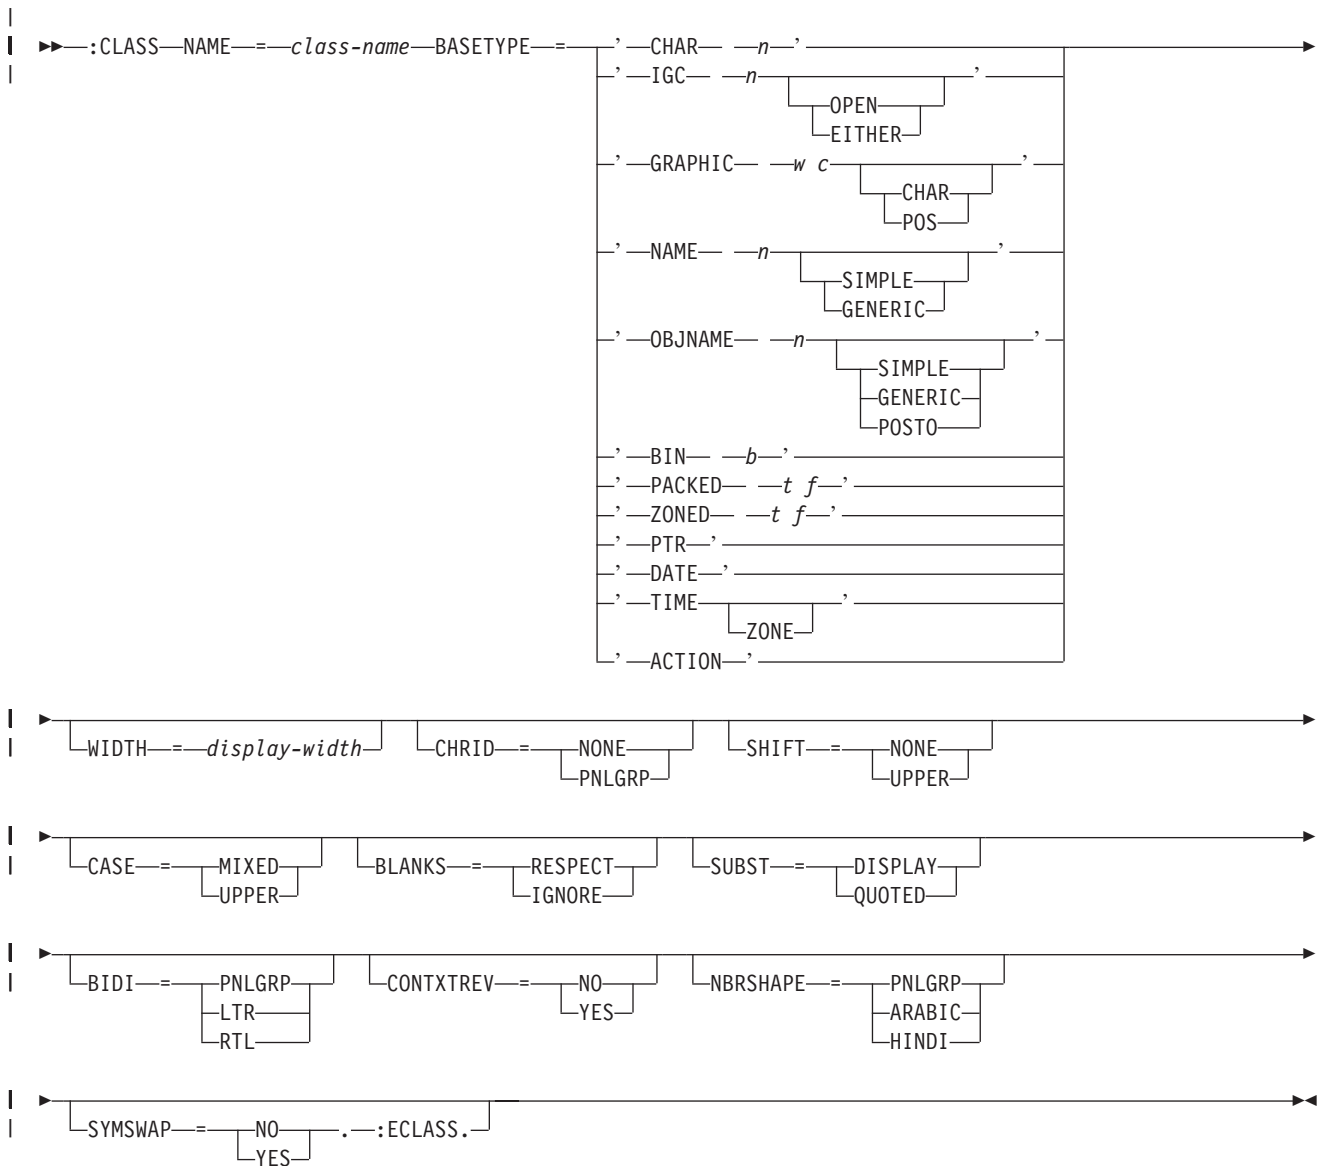 :CLASS NAME = class-name BASETYPE = ' CHAR n '
' IGC n '
OPEN
EITHER
' GRAPHIC w c '
CHAR
POS
' NAME n '
SIMPLE
GENERIC
' OBJNAME n '
SIMPLE
GENERIC
POSTO
' BIN b '
' PACKED t f '
' ZONED t f '
' PTR '
' DATE '
' TIME '
ZONE
' ACTION '
WIDTH = display-width CHRID = NONE SHIFT = NONE
PNLGRP UPPER
CASE = MIXED BLANKS = RESPECT SUBST = DISPLAY
UPPER IGNORE QUOTED
BIDI = PNLGRP CONTXTREV = NO NBRSHAPE = PNLGRP
LTR YES ARABIC
RTL HINDI
SYMSWAP = NO . :ECLASS.
YES